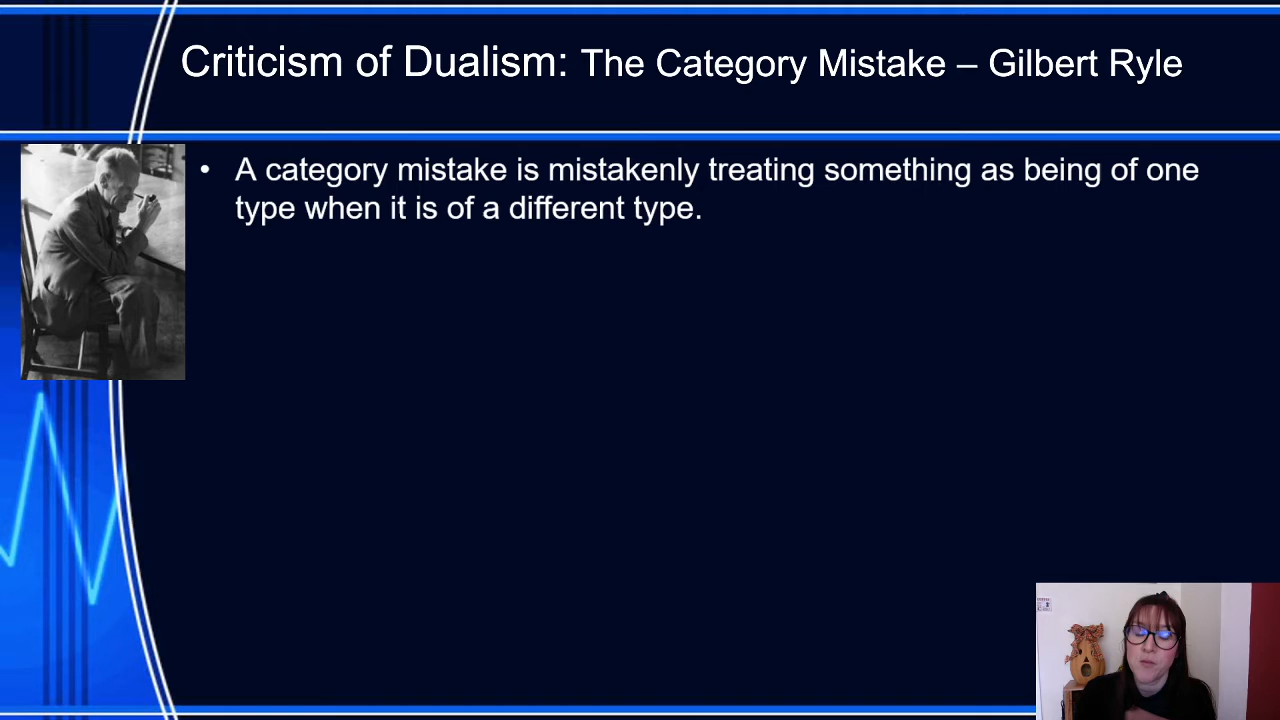 Criticism of Dualism: The Category Mistake – Gilbert Ryle
• A category mistake is mistakenly treating something as being of one
type when it is of a different type.